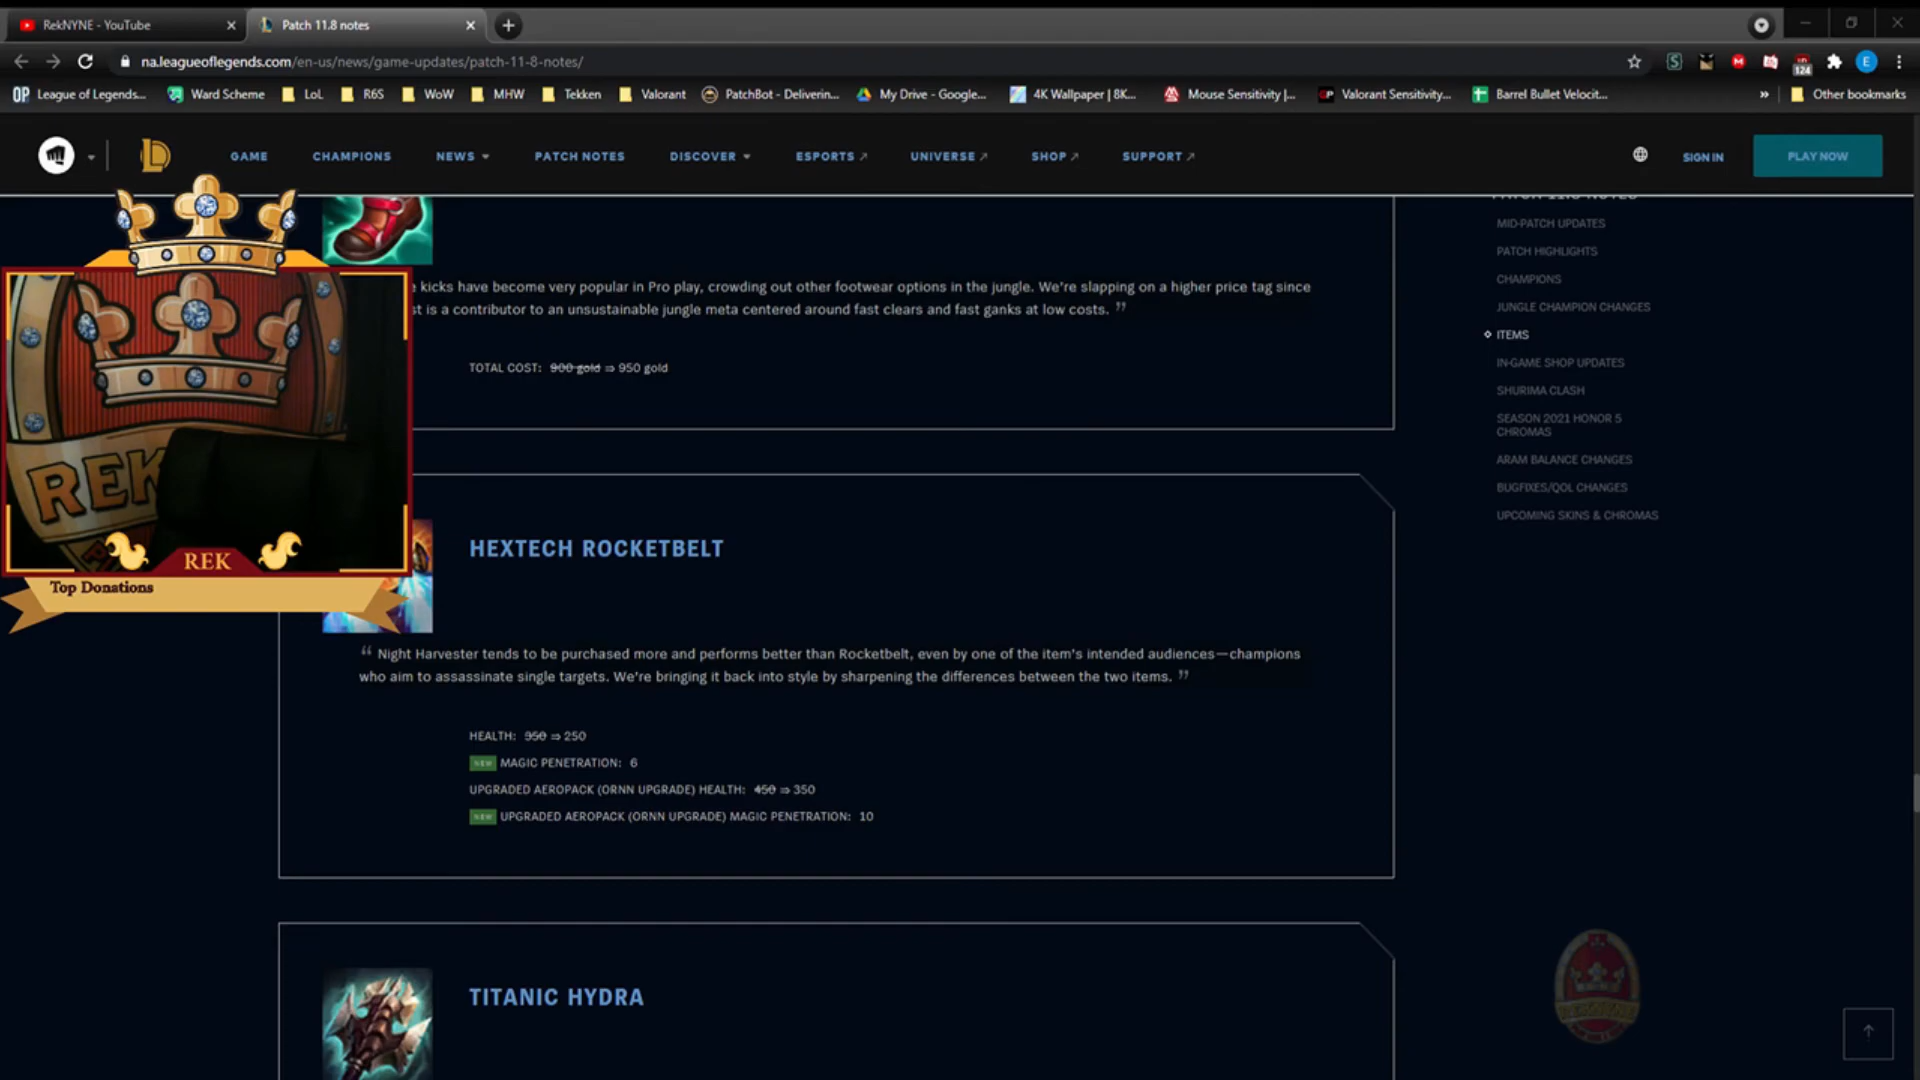 RekNYNE - YouTube
Patch 11.8 notes
na.leagueoflegends.com/en-us/news/game-updates/patch-11-8-notes/
124
E
League of Legends...
Ward Scheme
LoL
R6S
WoW
MHW
Tekken
Valorant
PatchBot - Deliverin...
My Drive - Google...
4K Wallpaper | 8K...
Mouse Sensitivity |...
Valorant Sensitivity...
Barrel Bullet Velocit...
»
Other bookmarks
GAME
CHAMPIONS
NEWS
PATCH NOTES
DISCOVER
ESPORTS
UNIVERSE
SHOP
SUPPORT
SIGN IN
PLAY NOW
kicks have become very popular in Pro play, crowding out other footwear options in the jungle. We're slapping on a higher price tag since
st is a contributor to an unsustainable jungle meta centered around fast clears and fast ganks at low costs. ”
TOTAL COST: 900 gold ⇒ 950 gold
REK
REK
Top Donations
HEXTECH ROCKETBELT
“ Night Harvester tends to be purchased more and performs better than Rocketbelt, even by one of the item's intended audiences—champions
who aim to assassinate single targets. We're bringing it back into style by sharpening the differences between the two items. ”
HEALTH: 350 ⇒ 250
NEW MAGIC PENETRATION: 6
UPGRADED AEROPACK (ORNN UPGRADE) HEALTH: 450 ⇒ 350
NEW UPGRADED AEROPACK (ORNN UPGRADE) MAGIC PENETRATION: 10
TITANIC HYDRA
PATCH 11.8 NOTES
MID-PATCH UPDATES
PATCH HIGHLIGHTS
CHAMPIONS
JUNGLE CHAMPION CHANGES
ITEMS
IN-GAME SHOP UPDATES
SHURIMA CLASH
SEASON 2021 HONOR 5
CHROMAS
ARAM BALANCE CHANGES
BUGFIXES/QOL CHANGES
UPCOMING SKINS & CHROMAS